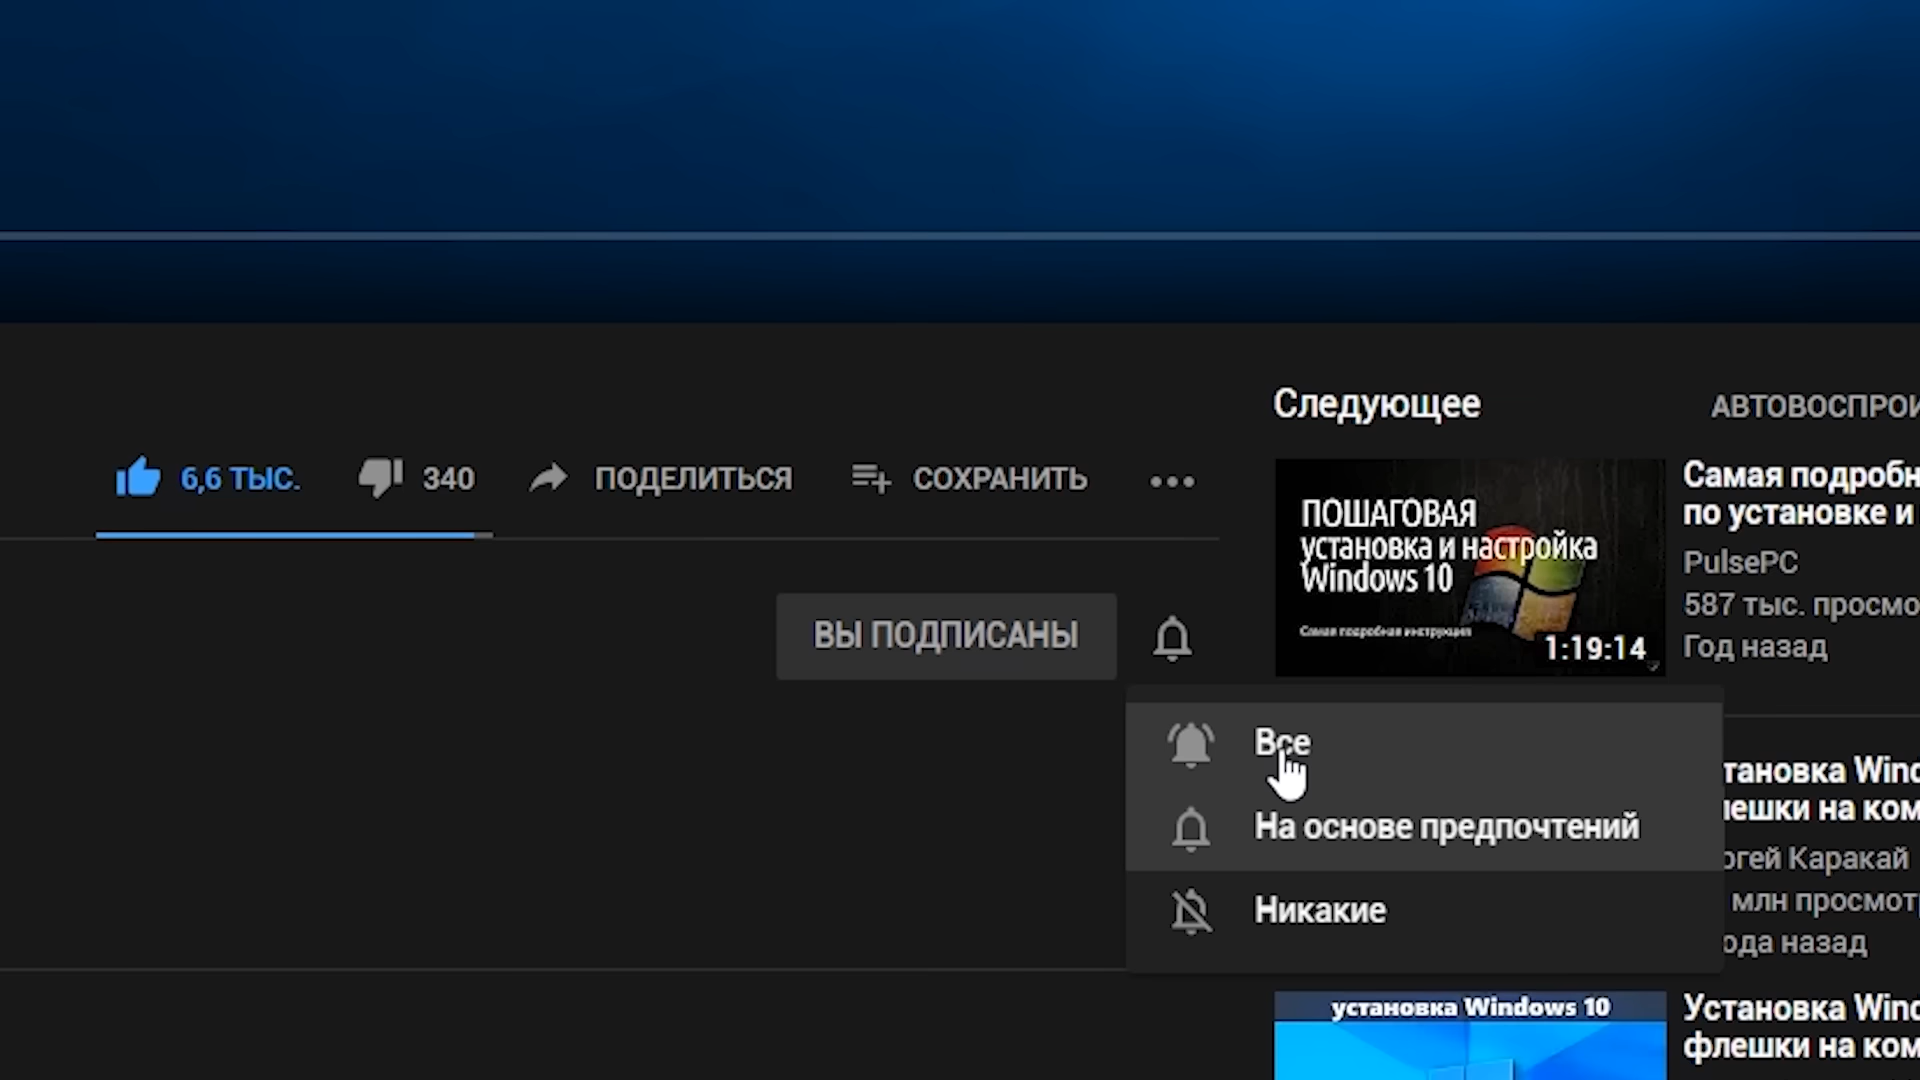 6,6 ТЫС.
340
ПОДЕЛИТЬСЯ
СОХРАНИТЬ
ВЫ ПОДПИСАНЫ
Все
На основе предпочтений
Никакие
Следующее
АВТОВОСПРОИ
ПОШАГОВАЯ
установка и настройка
Windows 10
Самая подробная инструкция
1:19:14
Самая подробн
по установке и
PulsePC
587 тыс. просмо
Год назад
тановка Wind
лешки на ком
ргей Каракай
млн просмот
ода назад
установка Windows 10
Установка Wind
флешки на ком